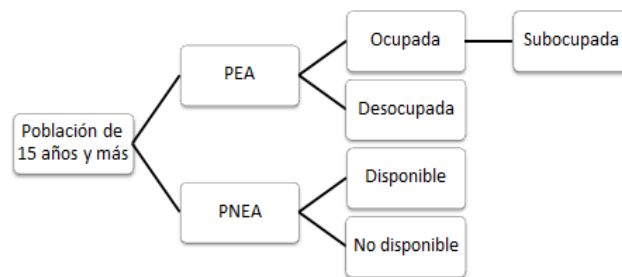 Población de
15 años y más
PEA
Ocupada
Subocupada
Desocupada
PNEA
Disponible
No disponible